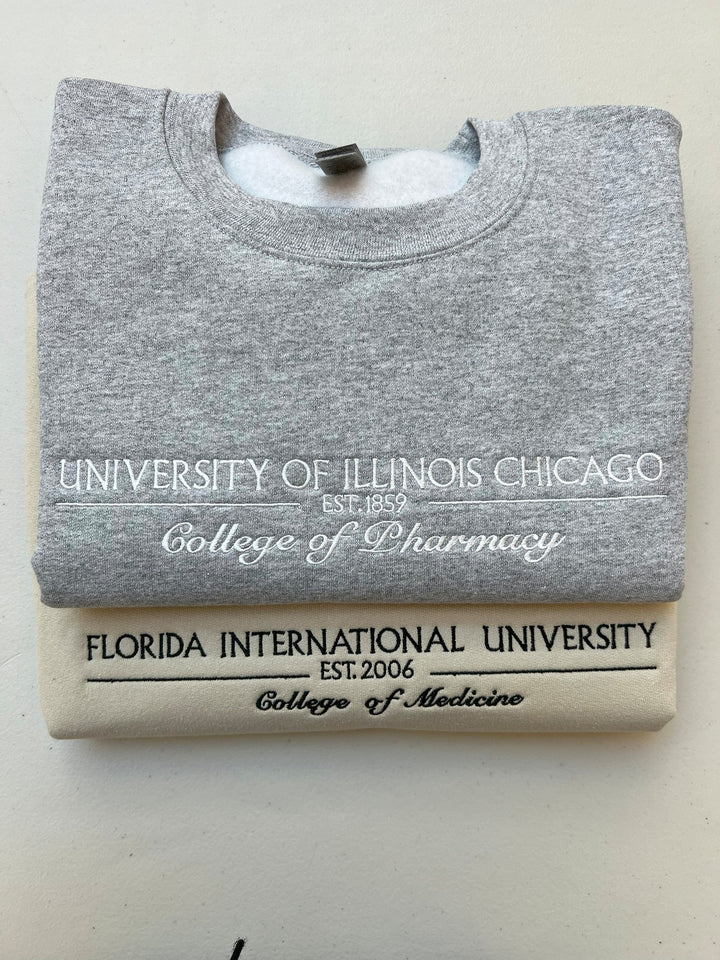 UNIVERSITY OF ILLINOIS CHICAGO
EST.1859
College of Pharmacy
FLORIDA INTERNATIONAL UNIVERSITY
EST.2006
College of Medicine